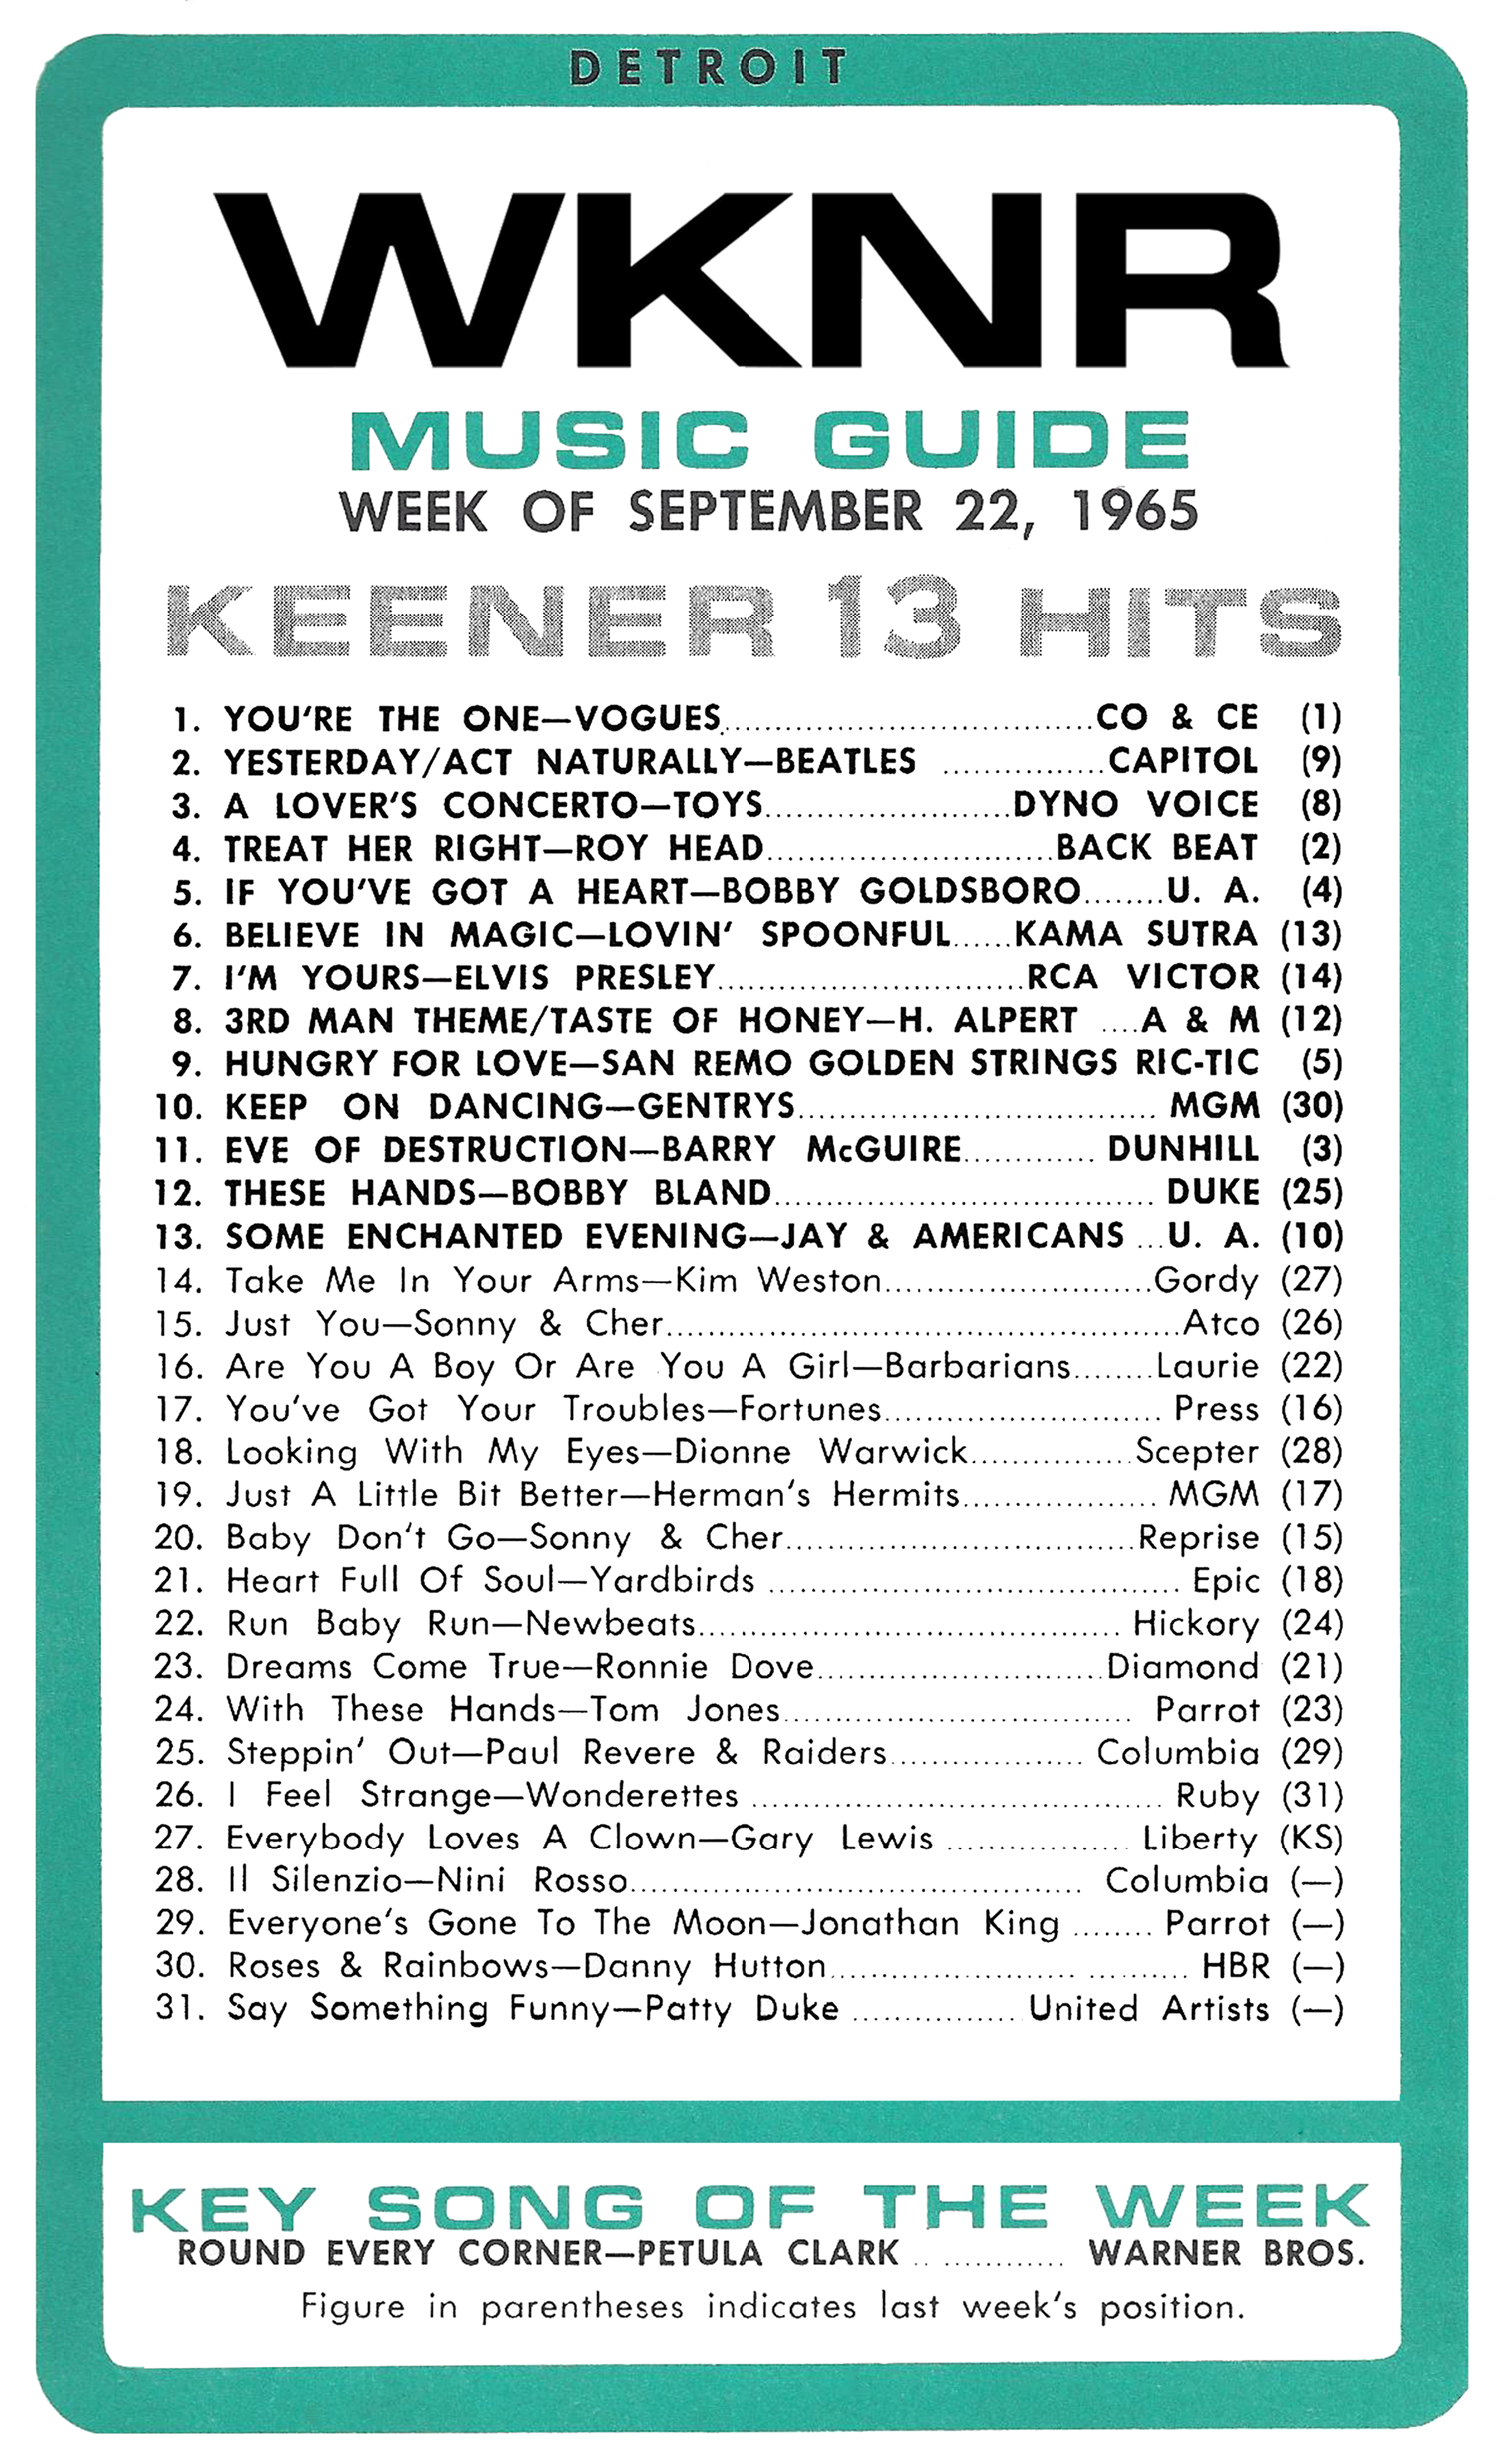 DETROIT
WKNR
MUSIC GUIDE
WEEK OF SEPTEMBER 22, 1965
KEENER 13 HITS
1. YOU'RE THE ONE—VOGUES..................................CO & CE (1)
2. YESTERDAY/ACT NATURALLY—BEATLES ................CAPITOL (9)
3. A LOVER'S CONCERTO—TOYS........................DYNO VOICE (8)
4. TREAT HER RIGHT—ROY HEAD............................BACK BEAT (2)
5. IF YOU'VE GOT A HEART—BOBBY GOLDSBORO........U. A. (4)
6. BELIEVE IN MAGIC—LOVIN' SPOONFUL......KAMA SUTRA (13)
7. I'M YOURS—ELVIS PRESLEY..............................RCA VICTOR (14)
8. 3RD MAN THEME/TASTE OF HONEY—H. ALPERT ....A & M (12)
9. HUNGRY FOR LOVE—SAN REMO GOLDEN STRINGS RIC-TIC (5)
10. KEEP ON DANCING—GENTRYS.................................. MGM (30)
11. EVE OF DESTRUCTION—BARRY McGUIRE............. DUNHILL (3)
12. THESE HANDS—BOBBY BLAND..................................... DUKE (25)
13. SOME ENCHANTED EVENING—JAY & AMERICANS ...U. A. (10)
14. Take Me In Your Arms—Kim Weston..........................Gordy (27)
15. Just You—Sonny & Cher..................................................Atco (26)
16. Are You A Boy Or Are You A Girl—Barbarians........Laurie (22)
17. You've Got Your Troubles—Fortunes........................... Press (16)
18. Looking With My Eyes—Dionne Warwick................Scepter (28)
19. Just A Little Bit Better—Herman's Hermits................... MGM (17)
20. Baby Don't Go—Sonny & Cher..................................Reprise (15)
21. Heart Full Of Soul—Yardbirds ........................................ Epic (18)
22. Run Baby Run—Newbeats......................................... Hickory (24)
23. Dreams Come True—Ronnie Dove...........................Diamond (21)
24. With These Hands—Tom Jones.................................. Parrot (23)
25. Steppin' Out—Paul Revere & Raiders................... Columbia (29)
26. I Feel Strange—Wonderettes ........................................ Ruby (31)
27. Everybody Loves A Clown—Gary Lewis .................. Liberty (KS)
28. Il Silenzio—Nini Rosso............................................ Columbia (—)
29. Everyone's Gone To The Moon—Jonathan King ........ Parrot (—)
30. Roses & Rainbows—Danny Hutton........................ .......... HBR (—)
31. Say Something Funny—Patty Duke ................ United Artists (—)
KEY SONG OF THE WEEK
ROUND EVERY CORNER—PETULA CLARK .. ............ WARNER BROS.
Figure in parentheses indicates last week's position.